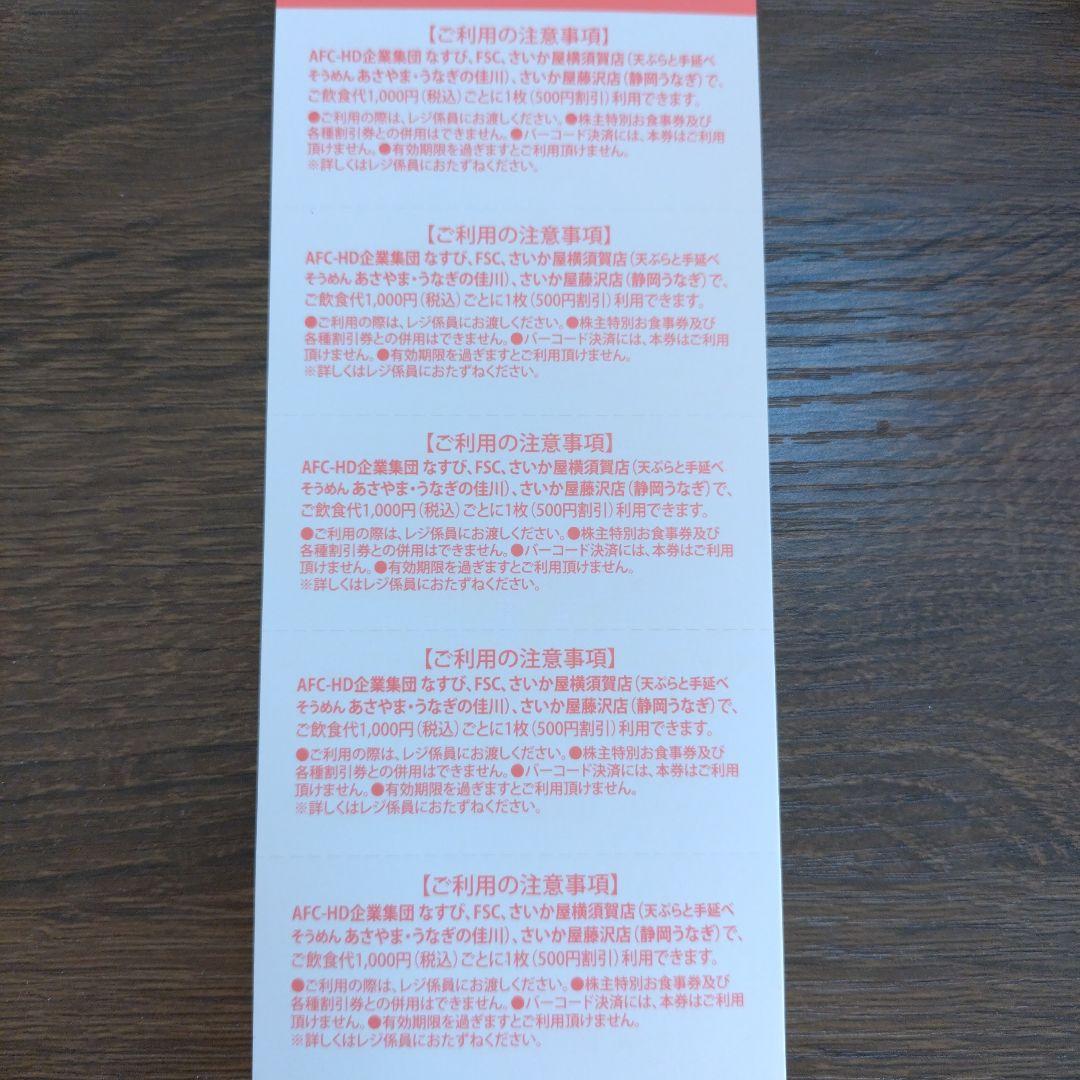 【ご利用の注意事項】
AFC-HD企業集団 なすび、FSC、さいか屋横須賀店（天ぷらと手延べ
そうめん あさやま・うなぎの佳川）、さいか屋藤沢店（静岡うなぎ）で、
ご飲食代1,000円（税込）ごとに1枚（500円割引）利用できます。
●ご利用の際は、レジ係員にお渡しください。●株主特別お食事券及び
各種割引券との併用はできません。●バーコード決済には、本券はご利用
頂けません。●有効期限を過ぎますとご利用頂けません。
※詳しくはレジ係員におたずねください。
【ご利用の注意事項】
AFC-HD企業集団 なすび、FSC、さいか屋横須賀店（天ぷらと手延べ
そうめん あさやま・うなぎの佳川）、さいか屋藤沢店（静岡うなぎ）で、
ご飲食代1,000円（税込）ごとに1枚（500円割引）利用できます。
●ご利用の際は、レジ係員にお渡しください。●株主特別お食事券及び
各種割引券との併用はできません。●バーコード決済には、本券はご利用
頂けません。●有効期限を過ぎますとご利用頂けません。
※詳しくはレジ係員におたずねください。
【ご利用の注意事項】
AFC-HD企業集団 なすび、FSC、さいか屋横須賀店（天ぷらと手延べ
そうめん あさやま・うなぎの佳川）、さいか屋藤沢店（静岡うなぎ）で、
ご飲食代1,000円（税込）ごとに1枚（500円割引）利用できます。
●ご利用の際は、レジ係員にお渡しください。●株主特別お食事券及び
各種割引券との併用はできません。●バーコード決済には、本券はご利用
頂けません。●有効期限を過ぎますとご利用頂けません。
※詳しくはレジ係員におたずねください。
【ご利用の注意事項】
AFC-HD企業集団 なすび、FSC、さいか屋横須賀店（天ぷらと手延べ
そうめん あさやま・うなぎの佳川）、さいか屋藤沢店（静岡うなぎ）で、
ご飲食代1,000円（税込）ごとに1枚（500円割引）利用できます。
●ご利用の際は、レジ係員にお渡しください。●株主特別お食事券及び
各種割引券との併用はできません。●バーコード決済には、本券はご利用
頂けません。●有効期限を過ぎますとご利用頂けません。
※詳しくはレジ係員におたずねください。
【ご利用の注意事項】
AFC-HD企業集団 なすび、FSC、さいか屋横須賀店（天ぷらと手延べ
そうめん あさやま・うなぎの佳川）、さいか屋藤沢店（静岡うなぎ）で、
ご飲食代1,000円（税込）ごとに1枚（500円割引）利用できます。
●ご利用の際は、レジ係員にお渡しください。●株主特別お食事券及び
各種割引券との併用はできません。●バーコード決済には、本券はご利用
頂けません。●有効期限を過ぎますとご利用頂けません。
※詳しくはレジ係員におたずねください。